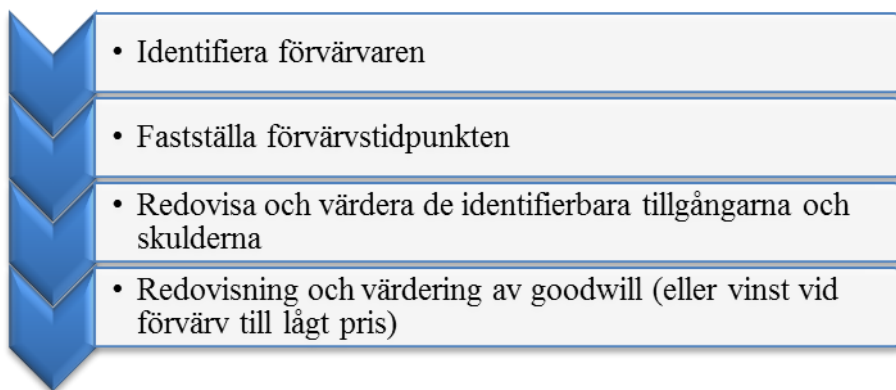 • Identifiera förvärvaren
• Fastställa förvärvstidpunkten
• Redovisa och värdera de identifierbara tillgångarna och
skulderna
• Redovisning och värdering av goodwill (eller vinst vid
förvärv till lågt pris)